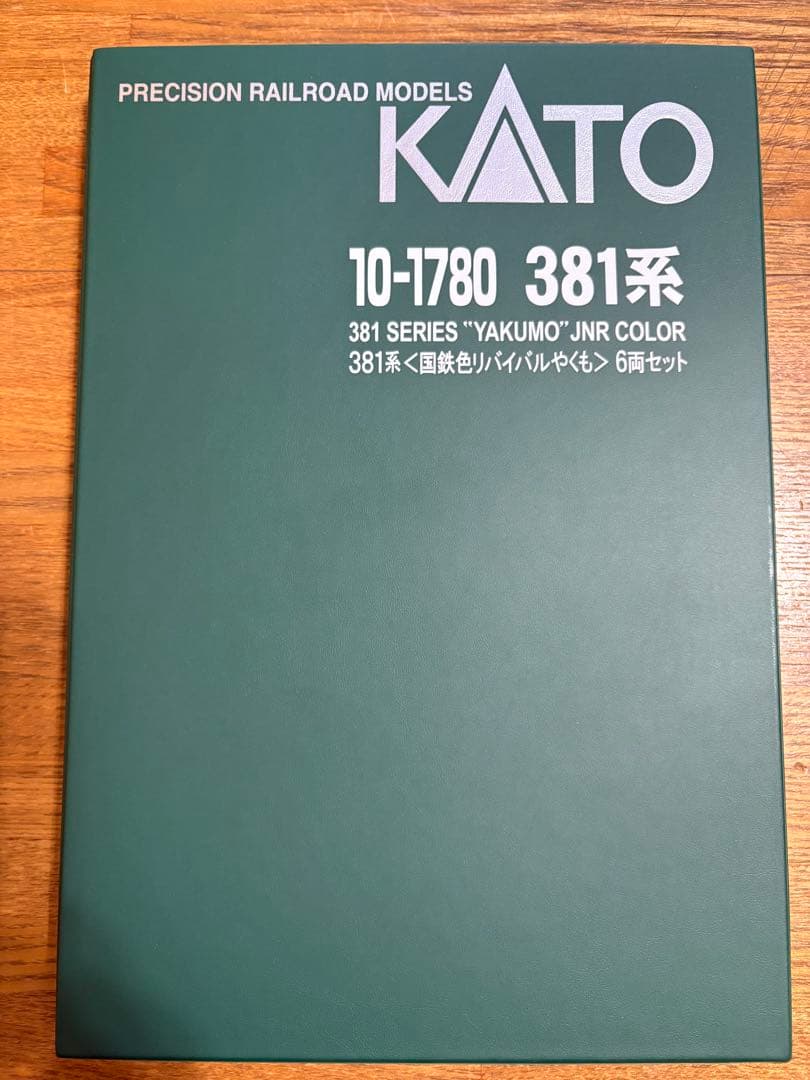 PRECISION RAILROAD MODELS
KATO
10-1780 381系
381 SERIES “YAKUMO” JNR COLOR
381系＜国鉄色リバイバルやくも＞ 6両セット